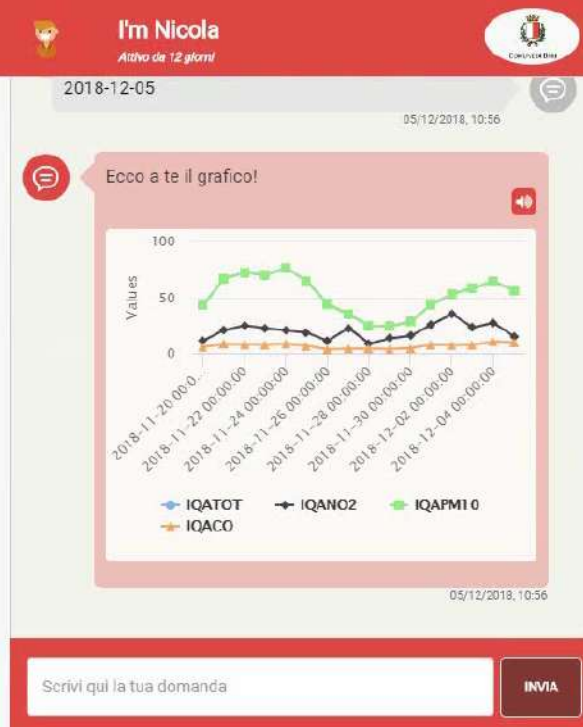 I'm Nicola
Attivo da 12 giorni
COMUNE DI BARI
2018-12-05
05/12/2018, 10:56
Ecco a te il grafico!
100
50
0
Values
2018-11-20 00:0...
2018-11-22 00:00:00
2018-11-24 00:00:00
2018-11-26 00:00:00
2018-11-28 00:00:00
2018-11-30 00:00:00
2018-12-02 00:00:00
2018-12-04 00:00:00
IQATOT IQANO2 IQAPM10
IQACO
05/12/2018, 10:56
Scrivi qui la tua domanda INVIA